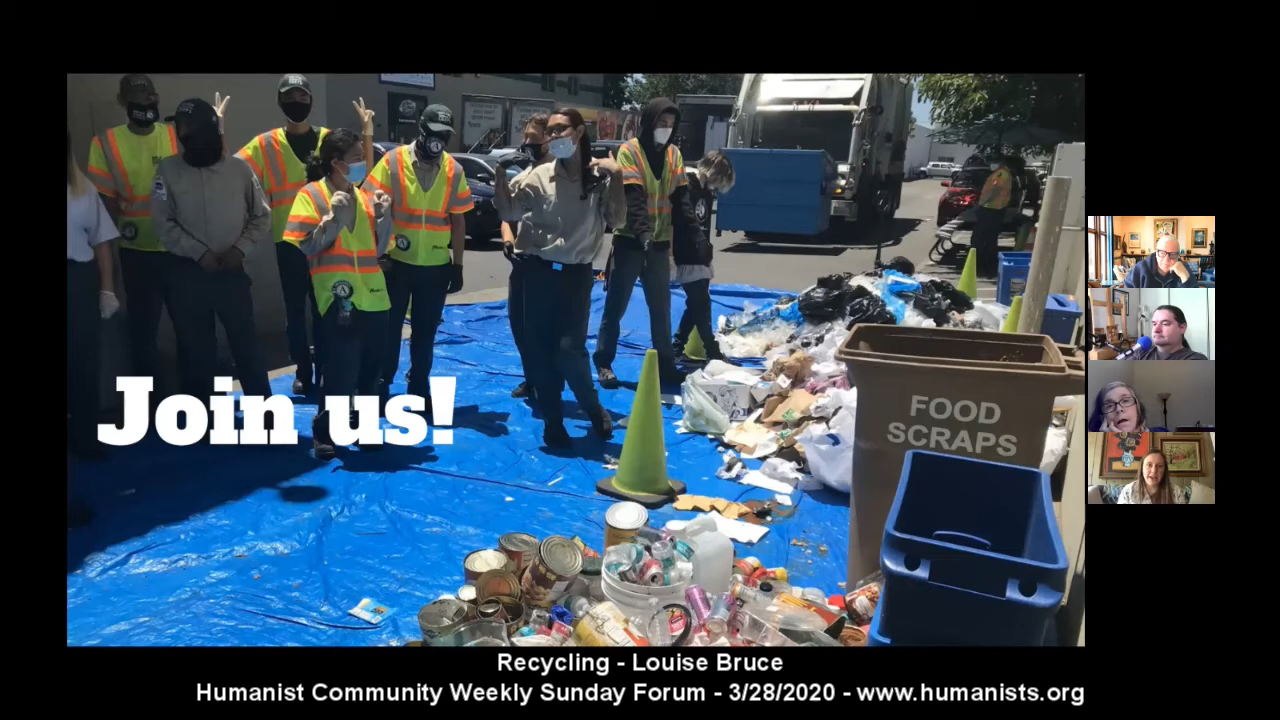 Join us!
FOOD
SCRAPS
Recycling - Louise Bruce
Humanist Community Weekly Sunday Forum - 3/28/2020 - www.humanists.org